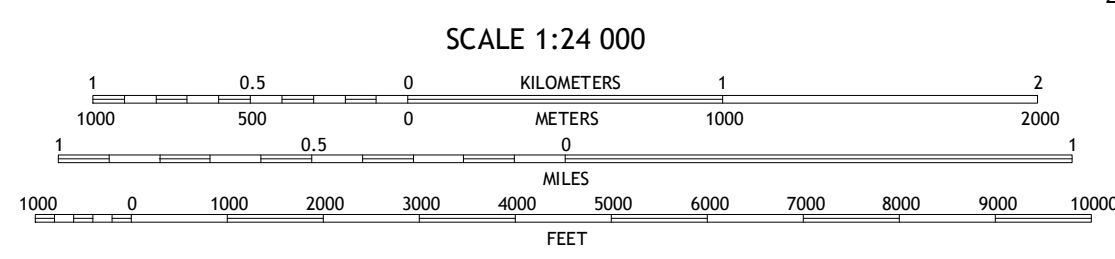 SCALE 1:24 000
1 0.5 0 KILOMETERS 1 2
1000 500 0 METERS 1000 2000
1 0.5 0 1
MILES
1000 0 1000 2000 3000 4000 5000 6000 7000 8000 9000 10000
FEET